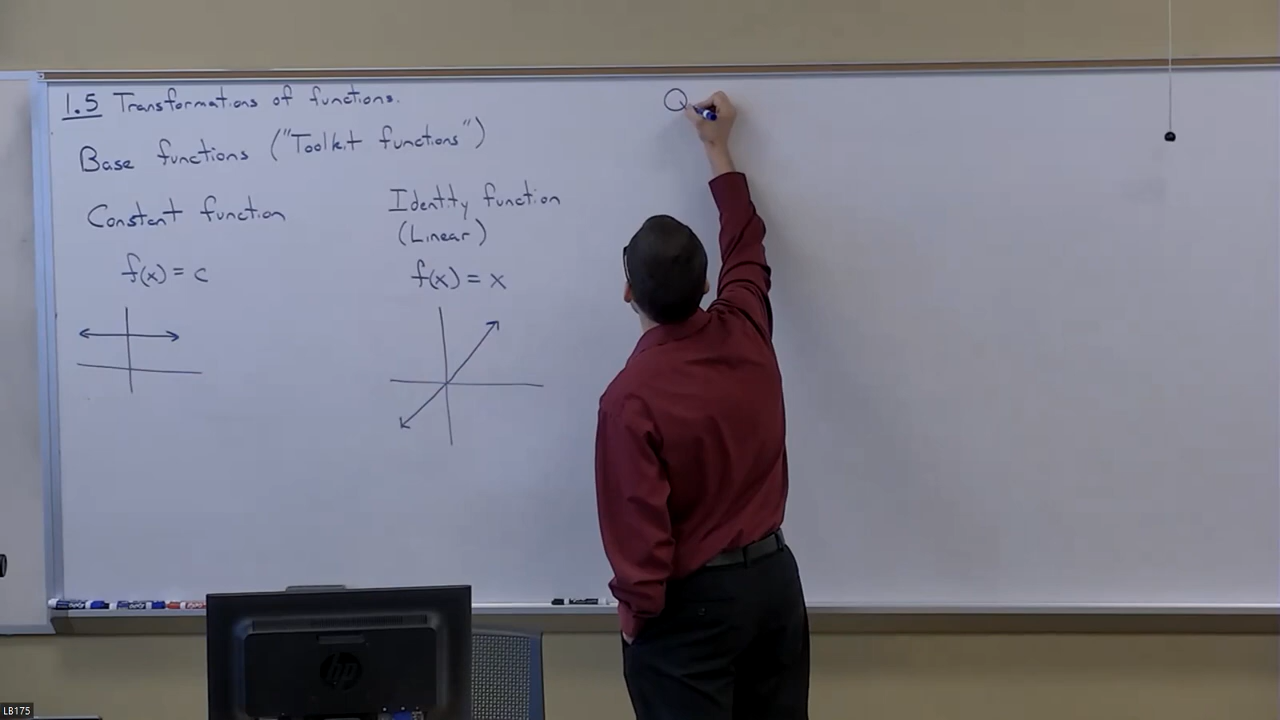 1.5 Transformations of functions.
Base functions ("Toolkit functions")
Constant function
f(x) = c
Identity function
(Linear)
f(x) = x
Q
hp
LB175